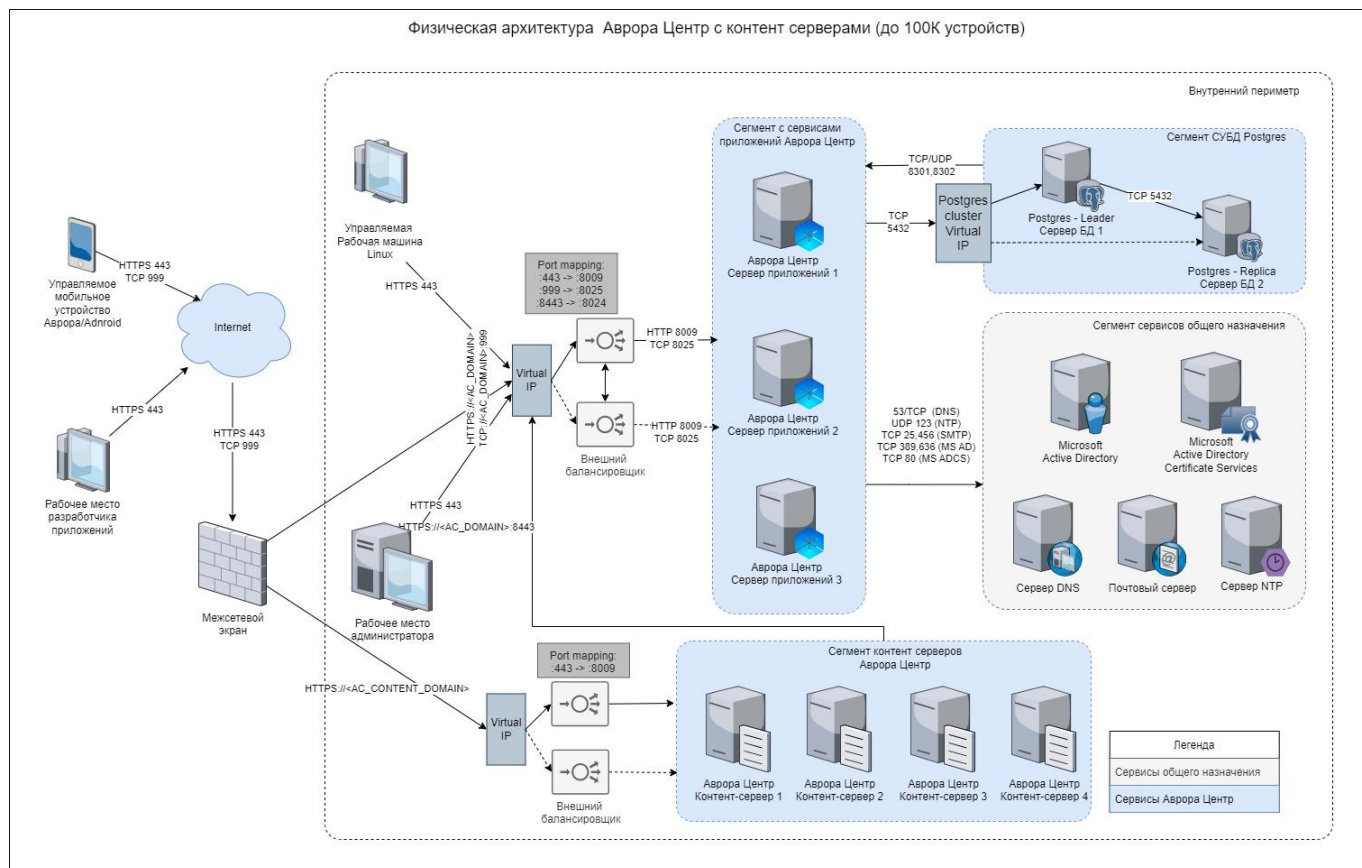 Физическая архитектура Аврора Центр с контент серверами (до 100К устройств)
Внутренний периметр
Управляемое
мобильное
устройство
Аврора/Adnroid
HTTPS 443
TCP 999
Internet
HTTPS 443
Рабочее место
разработчика
приложений
HTTPS 443
TCP 999
Межсетевой
экран
Управляемая
Рабочая машина
Linux
HTTPS 443
HTTPS://<AC_DOMAIN>
TCP://<AC_DOMAIN>:999
HTTPS 443
HTTPS://<AC_DOMAIN>:8443
Рабочее место
администратора
Virtual
IP
Port mapping:
:443 -> :8009
:999 -> :8025
:8443 -> :8024
HTTP 8009
TCP 8025
HTTP 8009
TCP 8025
Внешний
балансировщик
Сегмент с сервисами
приложений Аврора Центр
Аврора Центр
Сервер приложений 1
Аврора Центр
Сервер приложений 2
Аврора Центр
Сервер приложений 3
TCP/UDP
8301,8302
TCP
5432
Сегмент СУБД Postgres
Postgres
cluster
Virtual
IP
Postgres - Leader
Сервер БД 1
TCP 5432
Postgres - Replica
Сервер БД 2
53/TCP (DNS)
UDP 123 (NTP)
TCP 25,456 (SMTP)
TCP 389,636 (MS AD)
TCP 80 (MS ADCS)
Сегмент сервисов общего назначения
Microsoft
Active Directory
Microsoft
Active Directory
Certificate Services
Сервер DNS
Почтовый сервер
Сервер NTP
HTTPS://<AC_CONTENT_DOMAIN>
Virtual
IP
Port mapping:
:443 -> :8009
Внешний
балансировщик
Сегмент контент серверов
Аврора Центр
Аврора Центр
Контент-сервер 1
Аврора Центр
Контент-сервер 2
Аврора Центр
Контент-сервер 3
Аврора Центр
Контент-сервер 4
Легенда
Сервисы общего назначения
Сервисы Аврора Центр